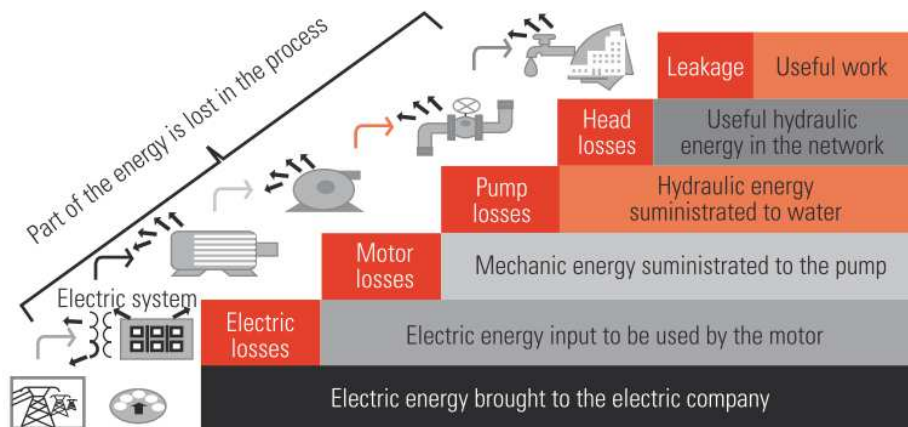 Part of the energy is lost in the process
Leakage
Useful work
Head
losses
Useful hydraulic
energy in the network
Pump
losses
Hydraulic energy
suministrated to water
Motor
losses
Mechanic energy suministrated to the pump
Electric system
Electric
losses
Electric energy input to be used by the motor
Electric energy brought to the electric company